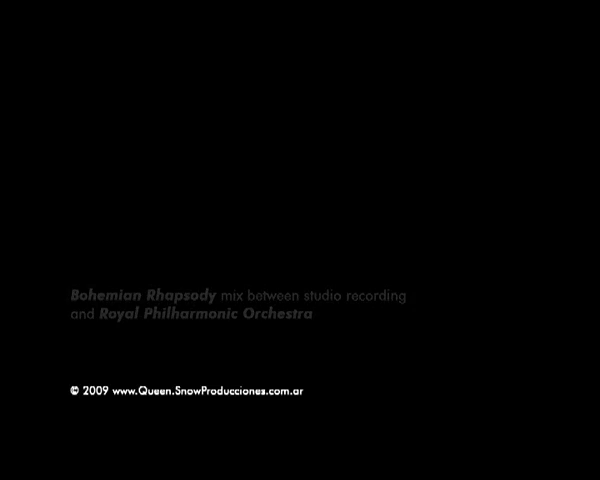 Bohemian Rhapsody mix between studio recording
and Royal Philharmonic Orchestra
© 2009 www.Queen.SnowProducciones.com.ar